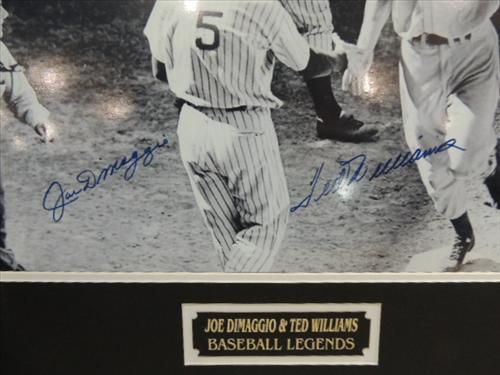 5
Joe DiMaggio
Ted Williams
JOE DIMAGGIO & TED WILLIAMS
BASEBALL LEGENDS